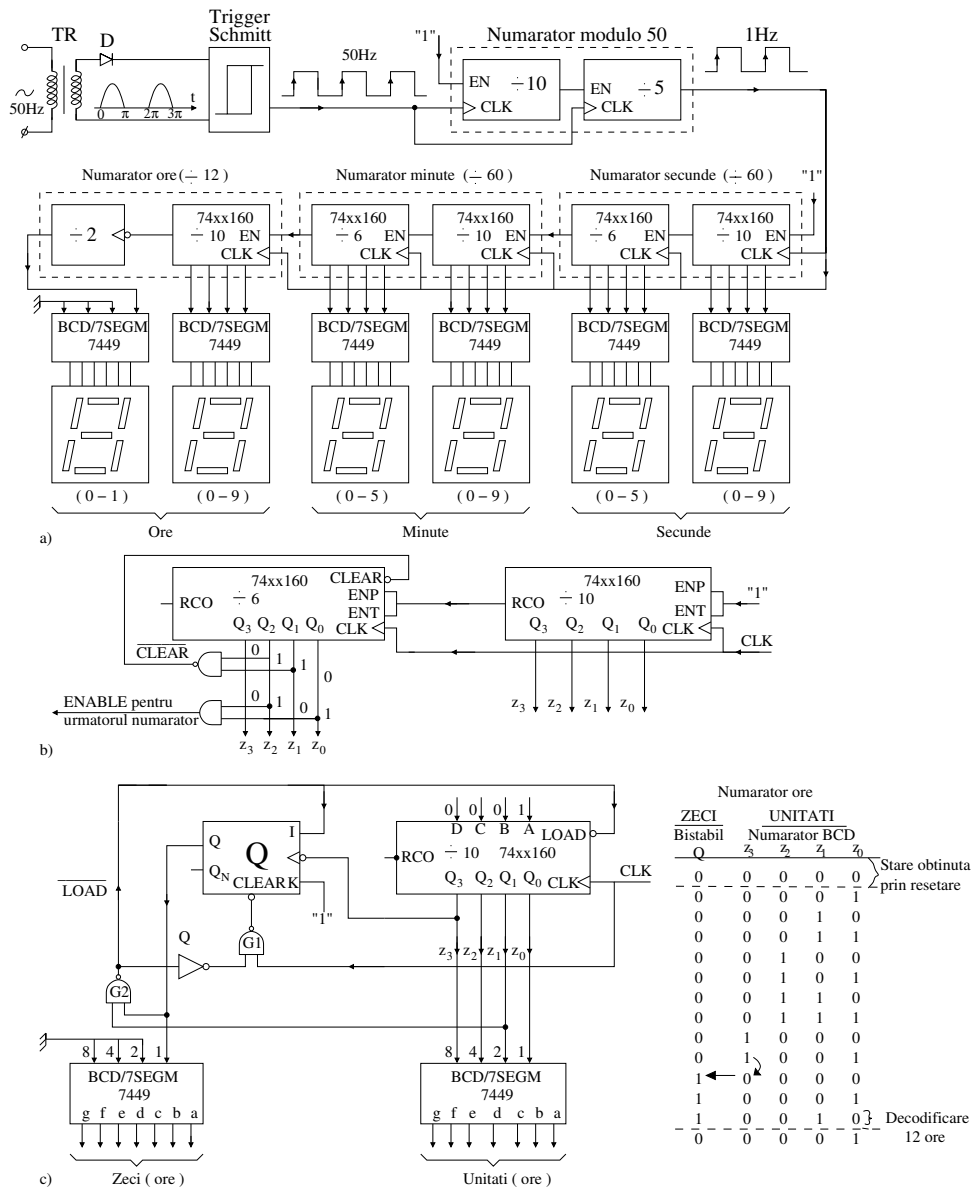 TR
D
Trigger
Schmitt
50Hz
"1"
Numarator modulo 50
1Hz
÷10
÷5
EN
CLK
EN
CLK
50Hz
0 π 2π 3π
t
Numarator ore (÷ 12)
Numarator minute (÷ 60)
Numarator secunde (÷ 60)
"1"
÷2
74xx160
÷ 10 EN
CLK
74xx160
÷ 6 EN
CLK
74xx160
÷ 10 EN
CLK
74xx160
÷ 6 EN
CLK
74xx160
÷ 10 EN
CLK
BCD/7SEGM
7449
BCD/7SEGM
7449
BCD/7SEGM
7449
BCD/7SEGM
7449
BCD/7SEGM
7449
BCD/7SEGM
7449
( 0 – 1 )
( 0 – 9 )
( 0 – 5 )
( 0 – 9 )
( 0 – 5 )
( 0 – 9 )
Ore
Minute
Secunde
a)
74xx160
÷ 6
CLEAR
ENP
ENT
CLK
RCO
Q3 Q2 Q1 Q0
74xx160
÷ 10
ENP
ENT
CLK
RCO
Q3 Q2 Q1 Q0
"1"
CLK
CLEAR
0 1 1 0
ENABLE pentru
urmatorul numarator
0 1 0 1
z3 z2 z1 z0
z3 z2 z1 z0
b)
LOAD
Q
I
Q
QN
CLEAR K
"1"
0 0 0 1
D C B A
LOAD
RCO
÷ 10 74xx160
Q3 Q2 Q1 Q0 CLK
CLK
Q
G1
G2
z3 z2 z1 z0
8 4 2 1
8 4 2 1
BCD/7SEGM
7449
g f e d c b a
BCD/7SEGM
7449
g f e d c b a
Zeci ( ore )
Unitati ( ore )
c)
Numarator ore
ZECI UNITATI
Bistabil Numarator BCD
Q z3 z2 z1 z0
0 0 0 0 0
Stare obtinuta
prin resetare
0 0 0 0 1
0 0 0 1 0
0 0 0 1 1
0 0 1 0 0
0 0 1 0 1
0 0 1 1 0
0 0 1 1 1
0 1 0 0 0
0 1 0 0 1
1 0 0 0 0
1 0 0 0 1
1 0 0 1 0
Decodificare
12 ore
0 0 0 0 1